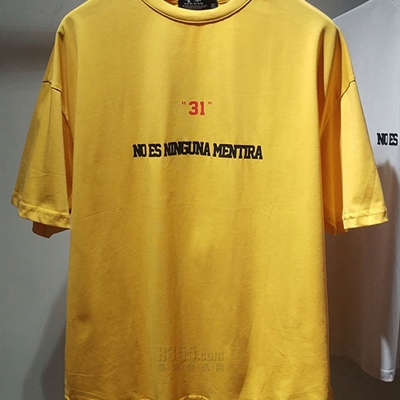 "31"
NO ES NINGUNA MENTIRA
NO ES